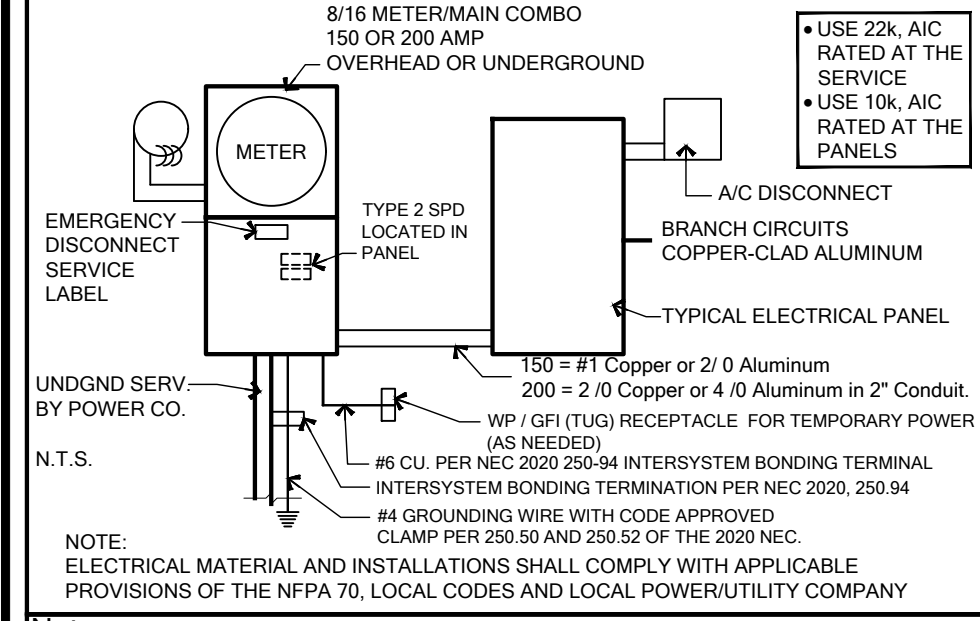 8/16 METER/MAIN COMBO
150 OR 200 AMP
OVERHEAD OR UNDERGROUND
• USE 22k, AIC
RATED AT THE
SERVICE
• USE 10k, AIC
RATED AT THE
PANELS
METER
A/C DISCONNECT
EMERGENCY
DISCONNECT
SERVICE
LABEL
TYPE 2 SPD
LOCATED IN
PANEL
BRANCH CIRCUITS
COPPER-CLAD ALUMINUM
TYPICAL ELECTRICAL PANEL
150 = #1 Copper or 2/ 0 Aluminum
200 = 2 /0 Copper or 4 /0 Aluminum in 2" Conduit.
UNDGND SERV.
BY POWER CO.
WP / GFI (TUG) RECEPTACLE FOR TEMPORARY POWER
(AS NEEDED)
N.T.S.
#6 CU. PER NEC 2020 250-94 INTERSYSTEM BONDING TERMINAL
INTERSYSTEM BONDING TERMINATION PER NEC 2020, 250.94
#4 GROUNDING WIRE WITH CODE APPROVED
CLAMP PER 250.50 AND 250.52 OF THE 2020 NEC.
NOTE:
ELECTRICAL MATERIAL AND INSTALLATIONS SHALL COMPLY WITH APPLICABLE
PROVISIONS OF THE NFPA 70, LOCAL CODES AND LOCAL POWER/UTILITY COMPANY